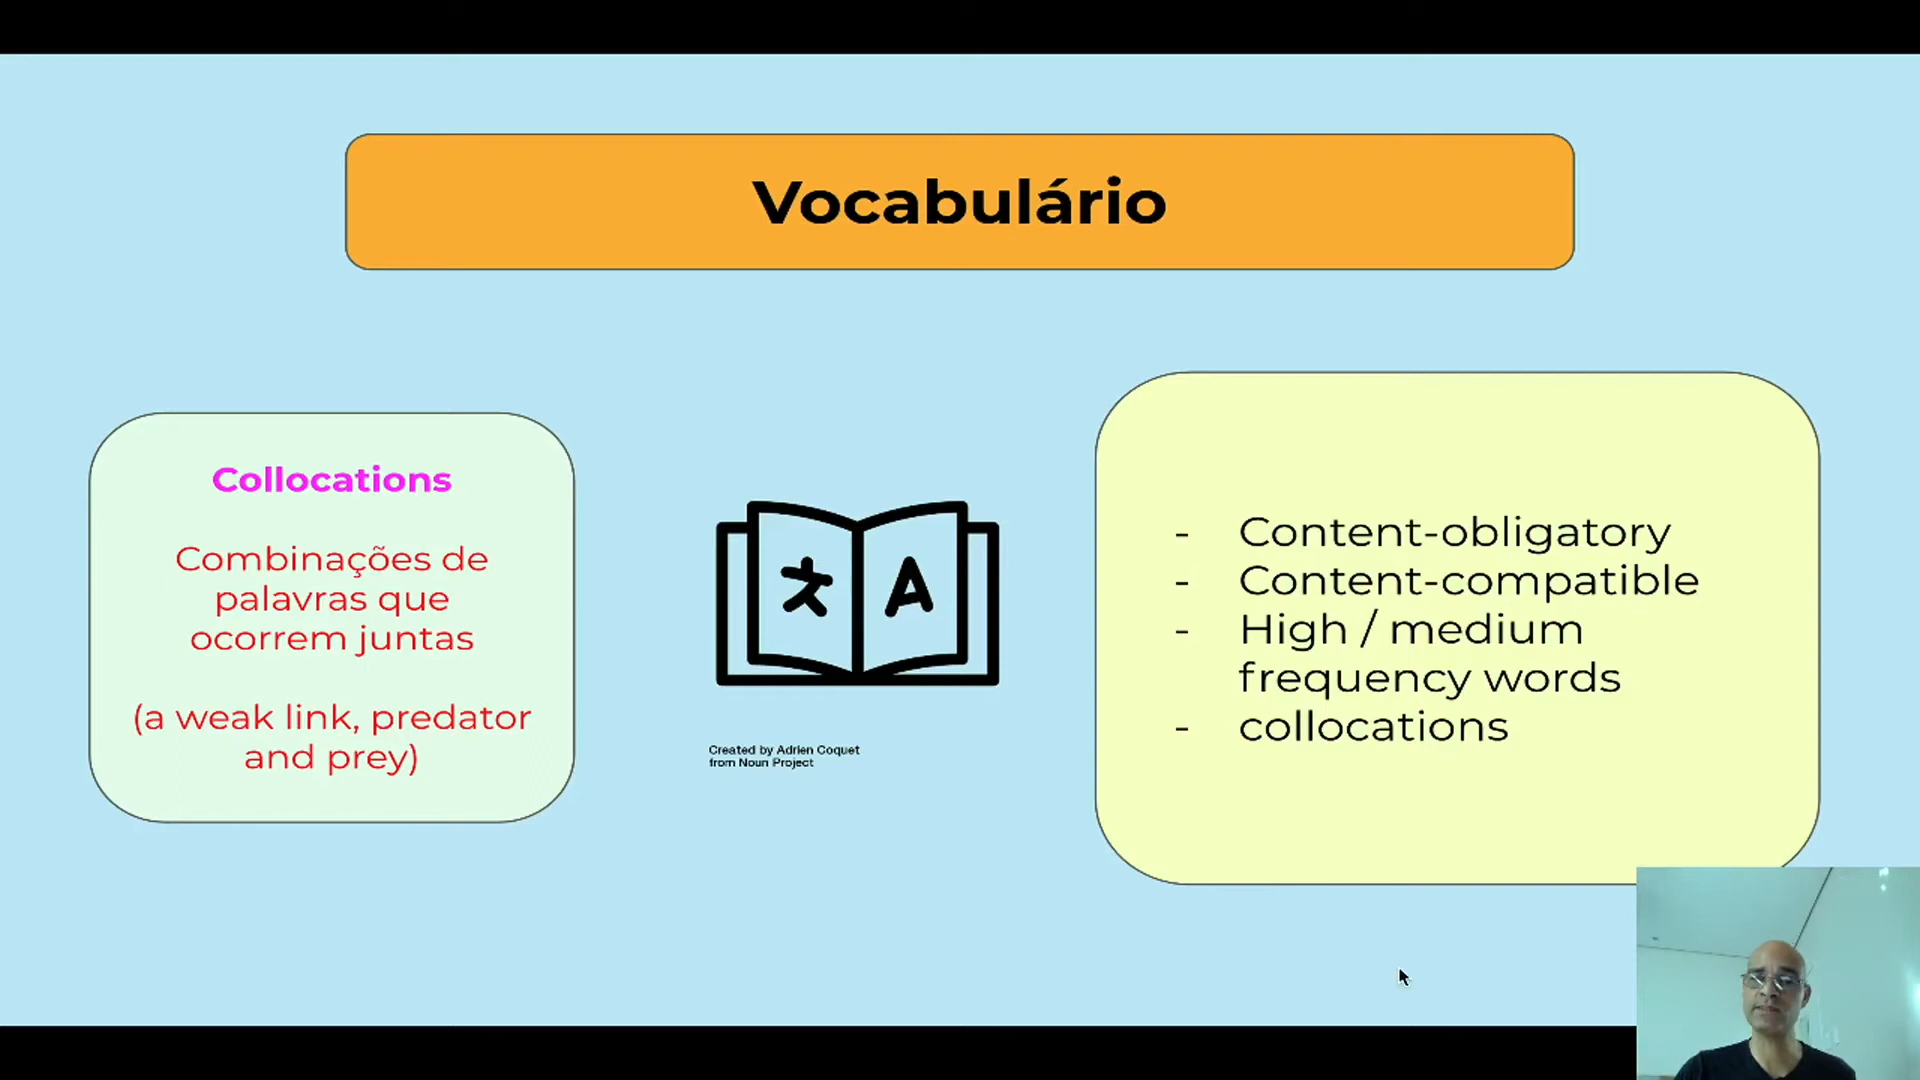 Vocabulário
Collocations
Combinações de
palavras que
ocorrem juntas
(a weak link, predator
and prey)
Created by Adrien Coquet
from Noun Project
- Content-obligatory
- Content-compatible
- High / medium
frequency words
- collocations